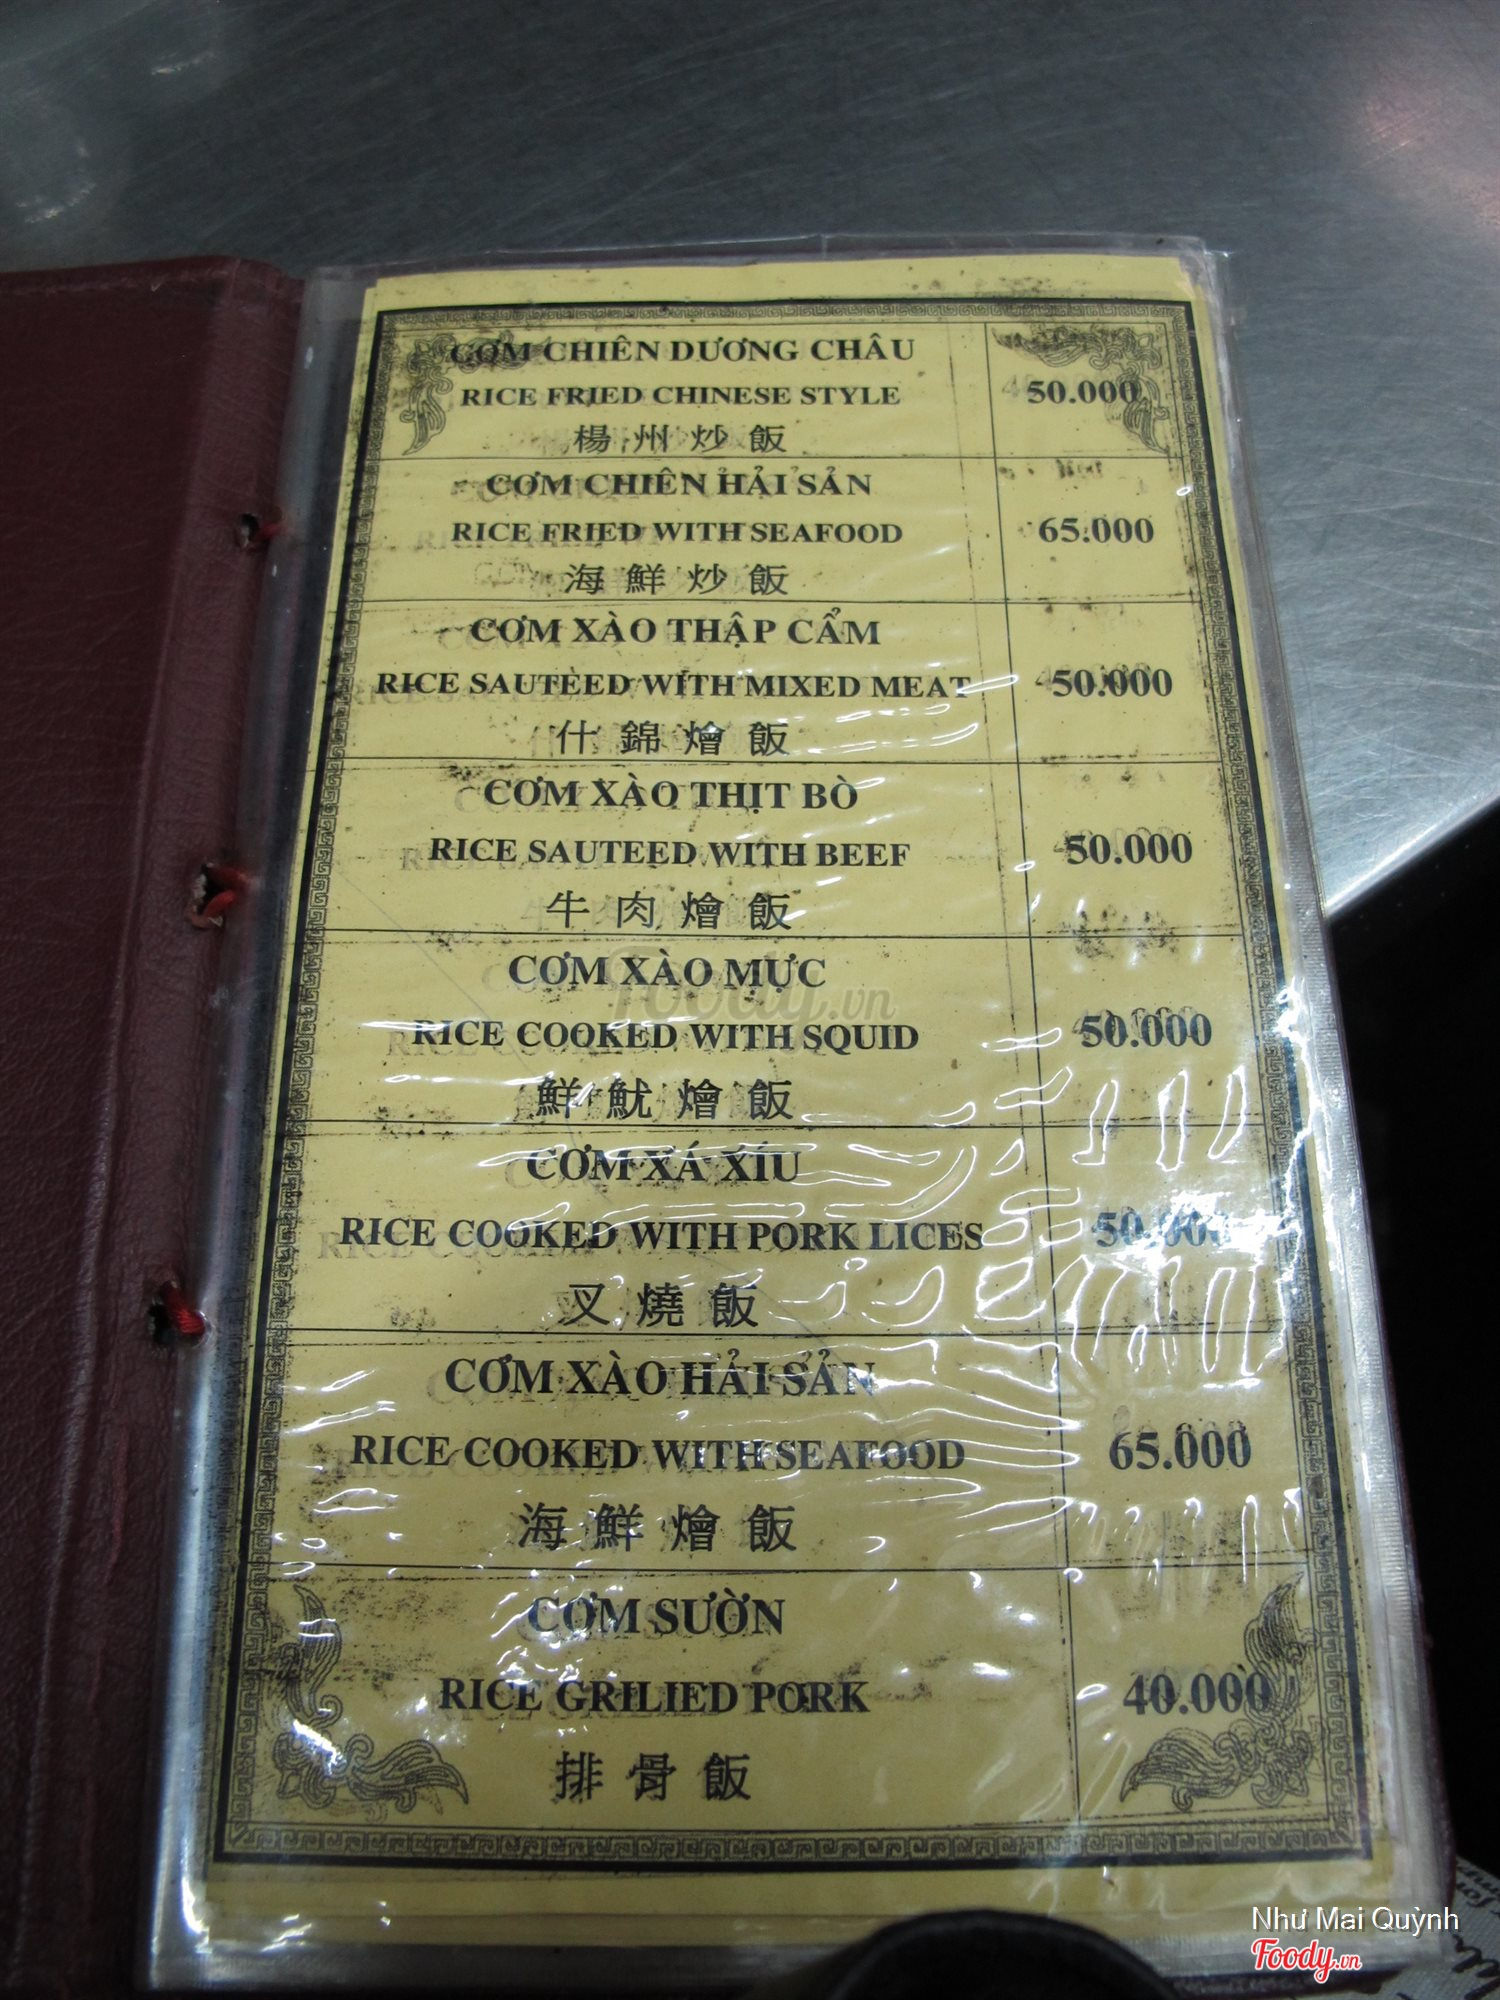 CƠM CHIÊN DƯƠNG CHÂU
RICE FRIED CHINESE STYLE
50.000
楊州炒飯
CƠM CHIÊN HẢI SẢN
RICE FRIED WITH SEAFOOD
65.000
海鮮炒飯
CƠM XÀO THẬP CẨM
RICE SAUTEED WITH MIXED MEAT
50.000
什錦燴飯
CƠM XÀO THỊT BÒ
RICE SAUTEED WITH BEEF
50.000
牛肉燴飯
CƠM XÀO MỰC
RICE COOKED WITH SQUID
50.000
鮮魷燴飯
CƠM XÁ XÍU
RICE COOKED WITH PORK LICES
50.000
叉燒飯
CƠM XÀO HẢI SẢN
RICE COOKED WITH SEAFOOD
65.000
海鮮燴飯
CƠM SƯỜN
RICE GRILIED PORK
40.000
排骨飯
Foody.vn
Như Mai Quỳnh
Foody.vn